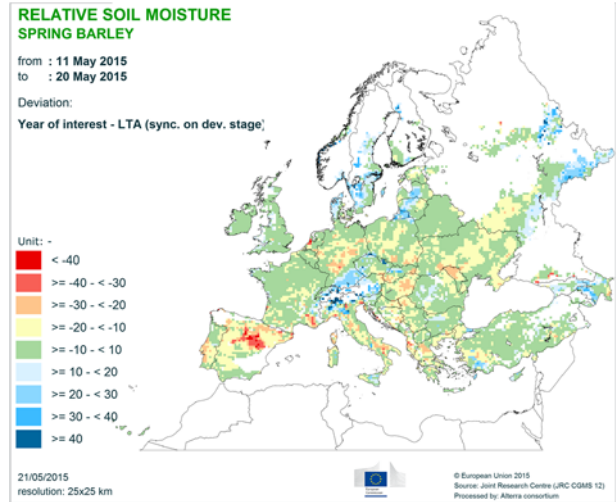 RELATIVE SOIL MOISTURE
SPRING BARLEY
from : 11 May 2015
to : 20 May 2015
Deviation:
Year of interest - LTA (sync. on dev. stage)
Unit: -
< -40
>= -40 - < -30
>= -30 - < -20
>= -20 - < -10
>= -10 - < 10
>= 10 - < 20
>= 20 - < 30
>= 30 - < 40
>= 40
21/05/2015
resolution: 25x25 km
© European Union 2015
Source: Joint Research Centre (JRC CGMS 12)
Processed by: Alterra consortium